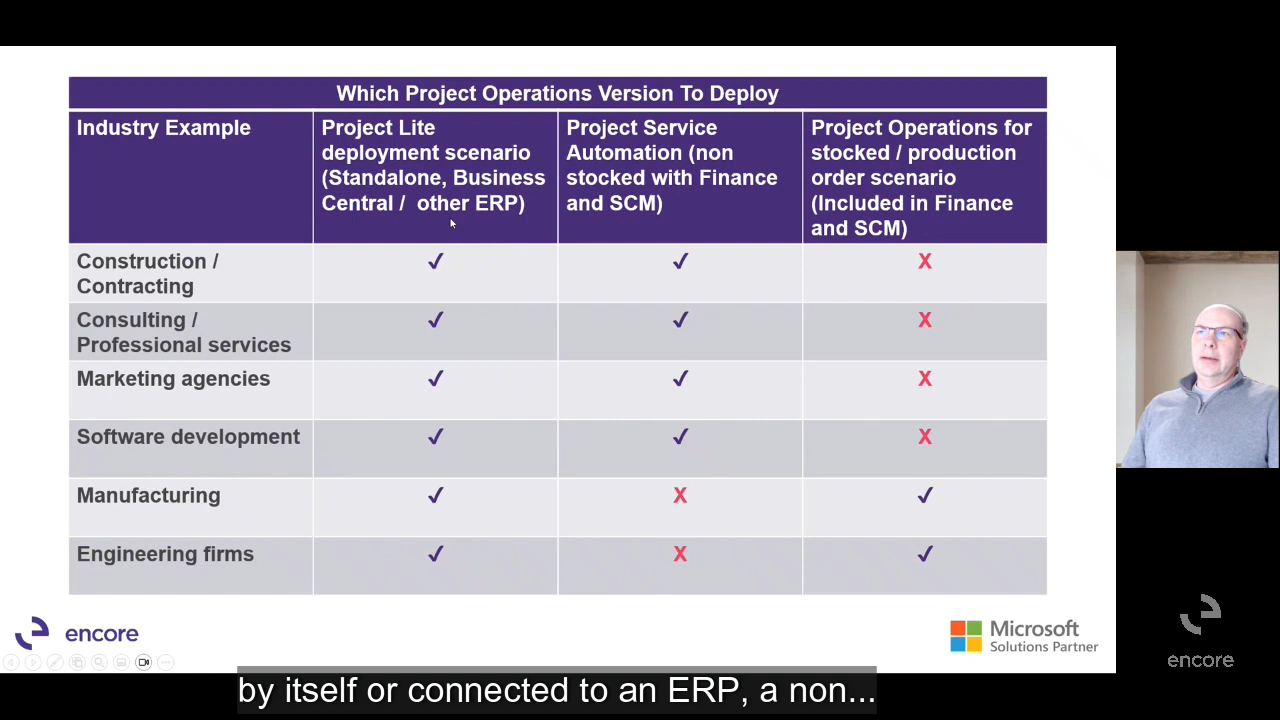 Which Project Operations Version To Deploy
Industry Example
Project Lite
deployment scenario
(Standalone, Business
Central / other ERP)
Project Service
Automation (non
stocked with Finance
and SCM)
Project Operations for
stocked / production
order scenario
(Included in Finance
and SCM)
Construction /
Contracting
✓ ✓ X
Consulting /
Professional services
✓ ✓ X
Marketing agencies
✓ ✓ X
Software development
✓ ✓ X
Manufacturing
✓ X ✓
Engineering firms
✓ X ✓
encore
Microsoft
Solutions Partner
encore
by itself or connected to an ERP, a non...